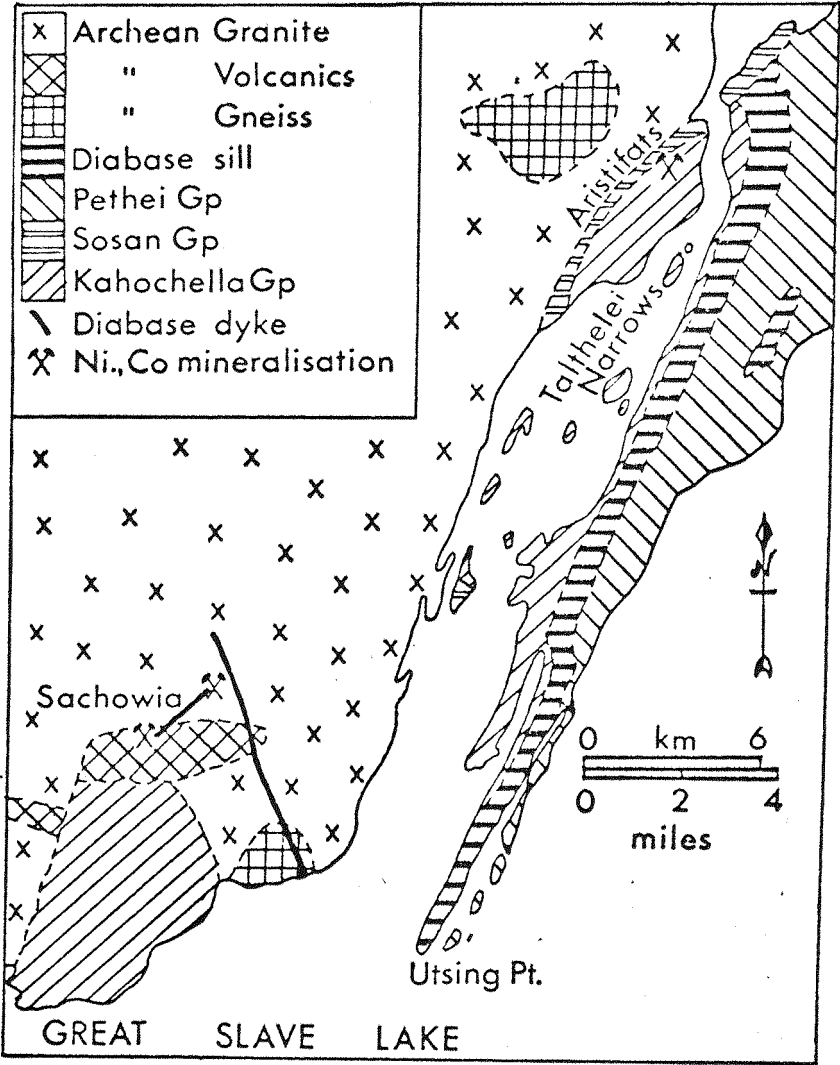 Archean Granite
" Volcanics
" Gneiss
Diabase sill
Pethei Gp
Sosan Gp
Kahochella Gp
Diabase dyke
Ni.,Co mineralisation
Aristifats
Talthelei
Narrows
N
Sachowia
0 km 6
0 2 4
miles
Utsing Pt.
GREAT SLAVE LAKE